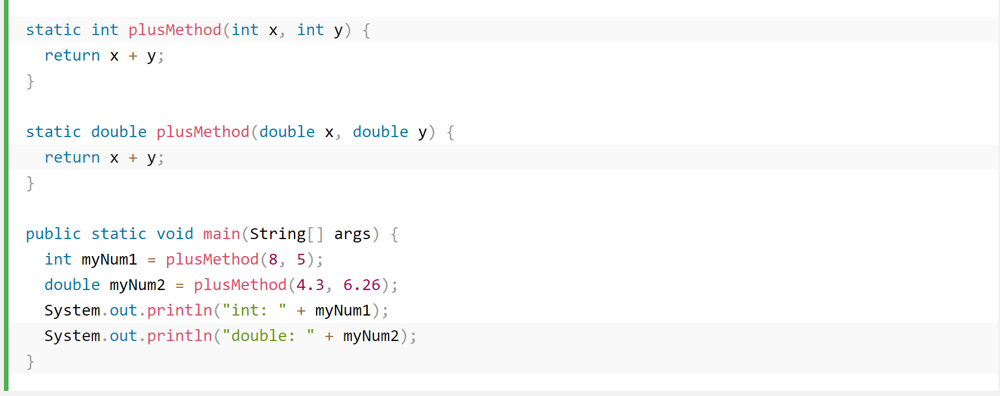 static int plusMethod(int x, int y) {
  return x + y;
}

static double plusMethod(double x, double y) {
  return x + y;
}

public static void main(String[] args) {
  int myNum1 = plusMethod(8, 5);
  double myNum2 = plusMethod(4.3, 6.26);
  System.out.println("int: " + myNum1);
  System.out.println("double: " + myNum2);
}